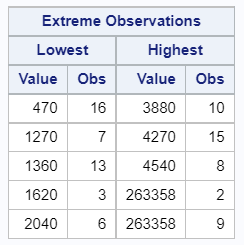 Extreme Observations
Lowest Highest
Value Obs Value Obs
470 16 3880 10
1270 7 4270 15
1360 13 4540 8
1620 3 263358 2
2040 6 263358 9